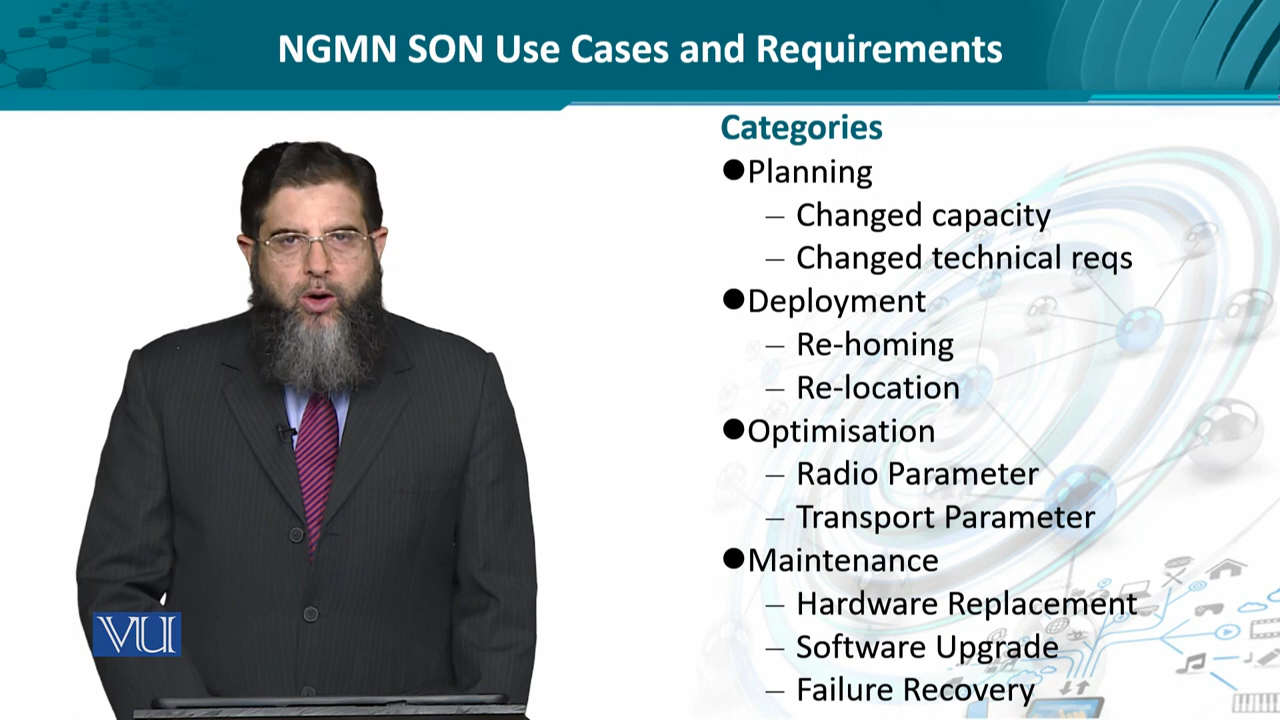 NGMN SON Use Cases and Requirements
Categories
●Planning
– Changed capacity
– Changed technical reqs
●Deployment
– Re-homing
– Re-location
●Optimisation
– Radio Parameter
– Transport Parameter
●Maintenance
– Hardware Replacement
– Software Upgrade
– Failure Recovery
VU